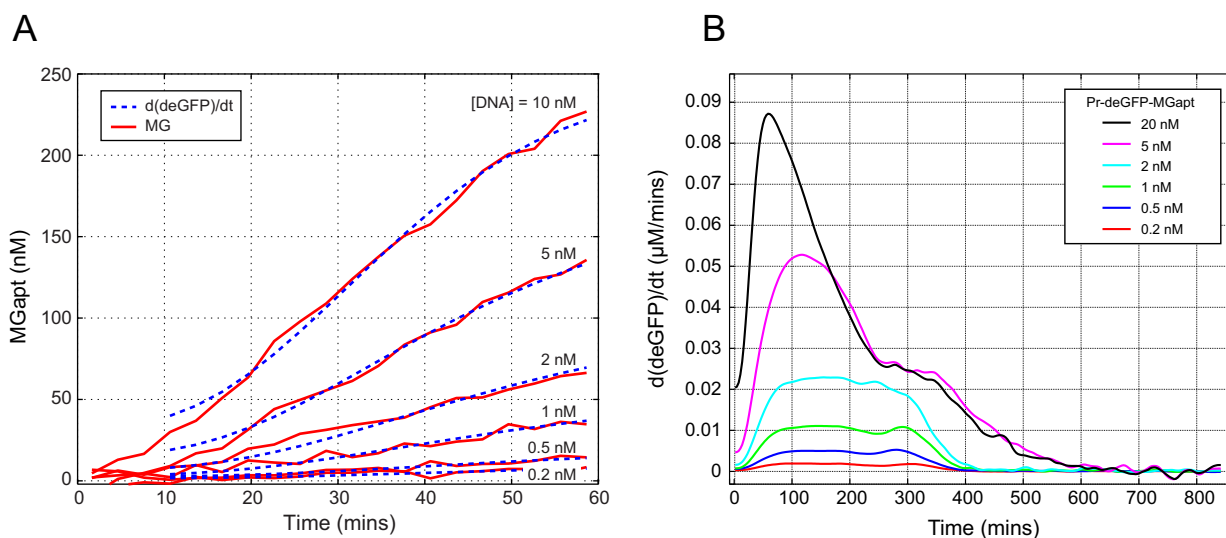 A
250
200
150
100
50
0
MGapt (nM)
d(deGFP)/dt
MG
[DNA] = 10 nM
5 nM
2 nM
1 nM
0.5 nM
0.2 nM
0 10 20 30 40 50 60
Time (mins)
B
0.09
0.08
0.07
0.06
0.05
0.04
0.03
0.02
0.01
0
d(deGFP)/dt (µM/mins)
Pr-deGFP-MGapt
20 nM
5 nM
2 nM
1 nM
0.5 nM
0.2 nM
0 100 200 300 400 500 600 700 800
Time (mins)